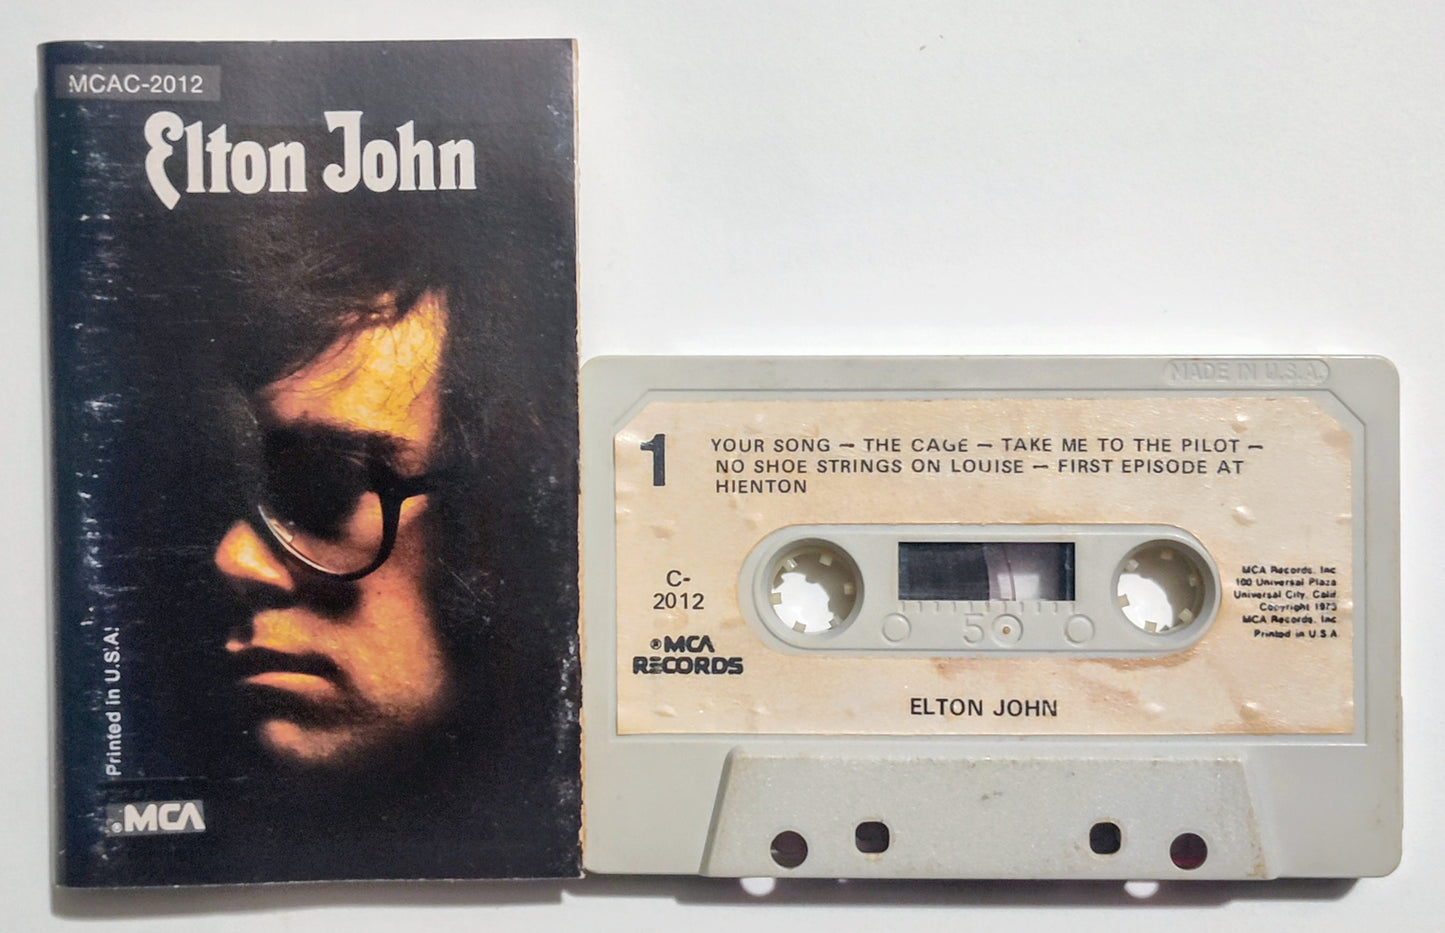 MCAC-2012
Elton John
Printed in U.S.A.
MCA
MADE IN U.S.A.
1
YOUR SONG – THE CAGE – TAKE ME TO THE PILOT –
NO SHOE STRINGS ON LOUISE – FIRST EPISODE AT
HIENTON
C-
2012
MCA
RECORDS
50
MCA Records, Inc.
100 Universal Plaza
Universal City, Calif.
Copyright 1973
MCA Records, Inc.
Printed in U.S.A.
ELTON JOHN